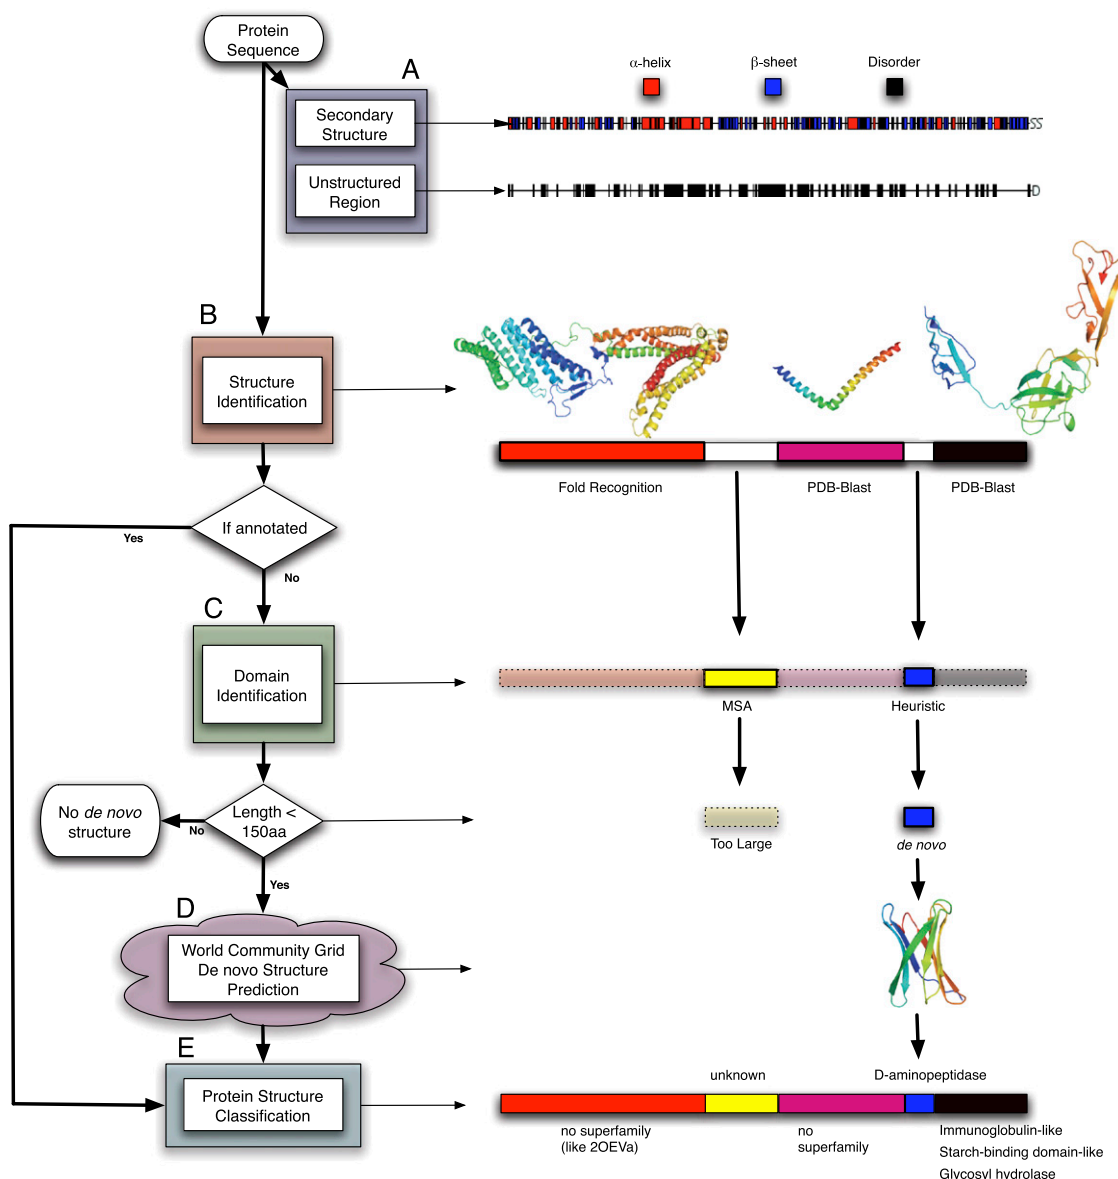 Protein
Sequence
A
α-helix
β-sheet
Disorder
Secondary
Structure
SS
Unstructured
Region
D
B
Structure
Identification
Fold Recognition
PDB-Blast
PDB-Blast
If annotated
Yes
No
C
Domain
Identification
MSA
Heuristic
No de novo
structure
No
Length <
150aa
Too Large
de novo
Yes
D
World Community Grid
De novo Structure
Prediction
E
Protein Structure
Classification
unknown
D-aminopeptidase
no superfamily
(like 2OEVa)
no
superfamily
Immunoglobulin-like
Starch-binding domain-like
Glycosyl hydrolase